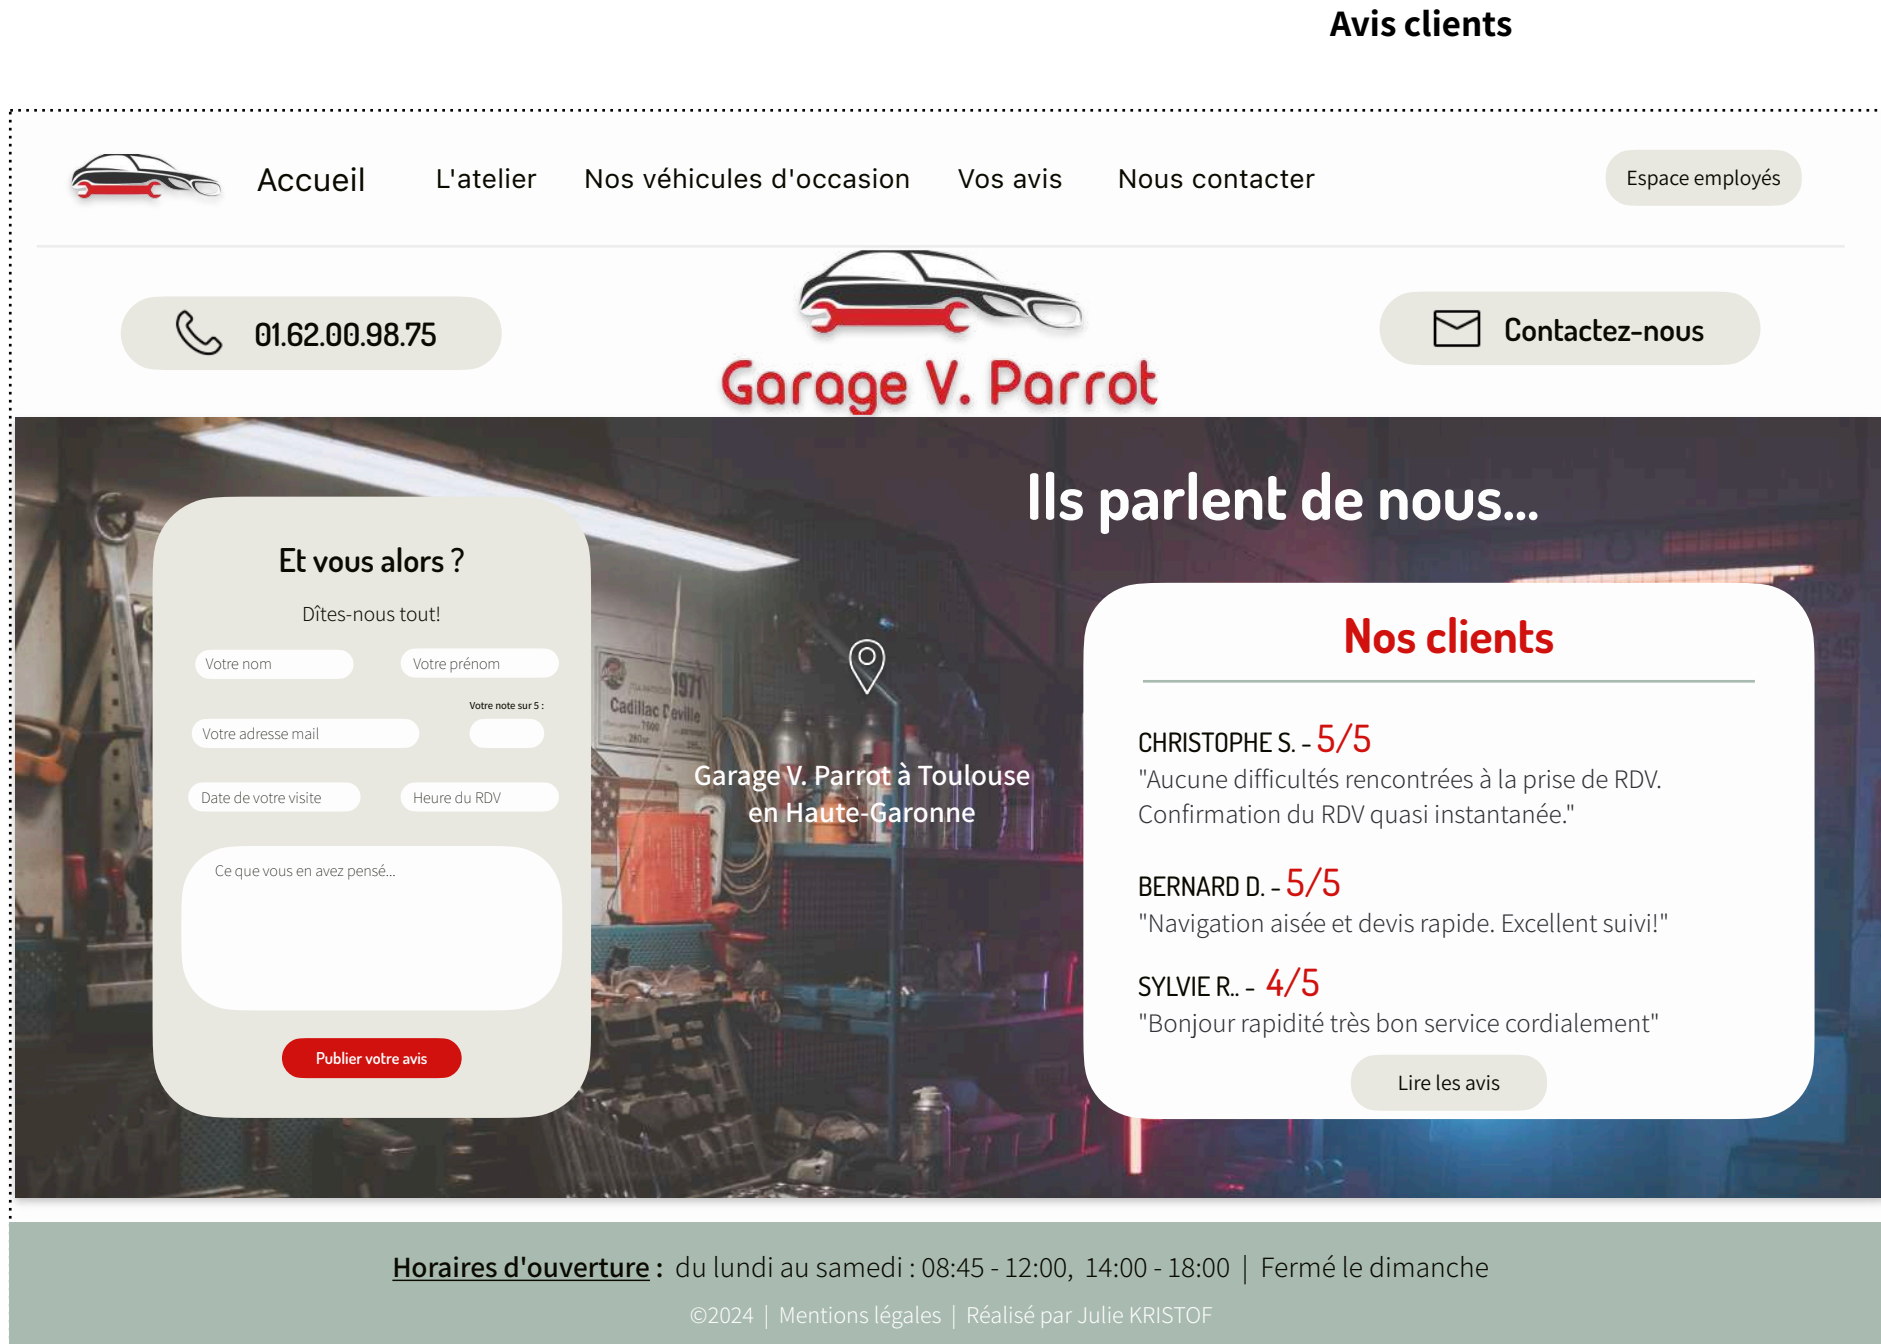 Avis clients
Accueil L'atelier Nos véhicules d'occasion Vos avis Nous contacter Espace employés
01.62.00.98.75
Garage V. Parrot
Contactez-nous
Ils parlent de nous...
Et vous alors ?
Dîtes-nous tout!
Votre nom Votre prénom
Votre note sur 5 :
Votre adresse mail
Date de votre visite Heure du RDV
Ce que vous en avez pensé...
Publier votre avis
1971
Cadillac Deville
Garage V. Parrot à Toulouse
en Haute-Garonne
Nos clients
CHRISTOPHE S. - 5/5
"Aucune difficultés rencontrées à la prise de RDV.
Confirmation du RDV quasi instantanée."
BERNARD D. - 5/5
"Navigation aisée et devis rapide. Excellent suivi!"
SYLVIE R.. - 4/5
"Bonjour rapidité très bon service cordialement"
Lire les avis
Horaires d'ouverture : du lundi au samedi : 08:45 - 12:00, 14:00 - 18:00 | Fermé le dimanche
©2024 | Mentions légales | Réalisé par Julie KRISTOF